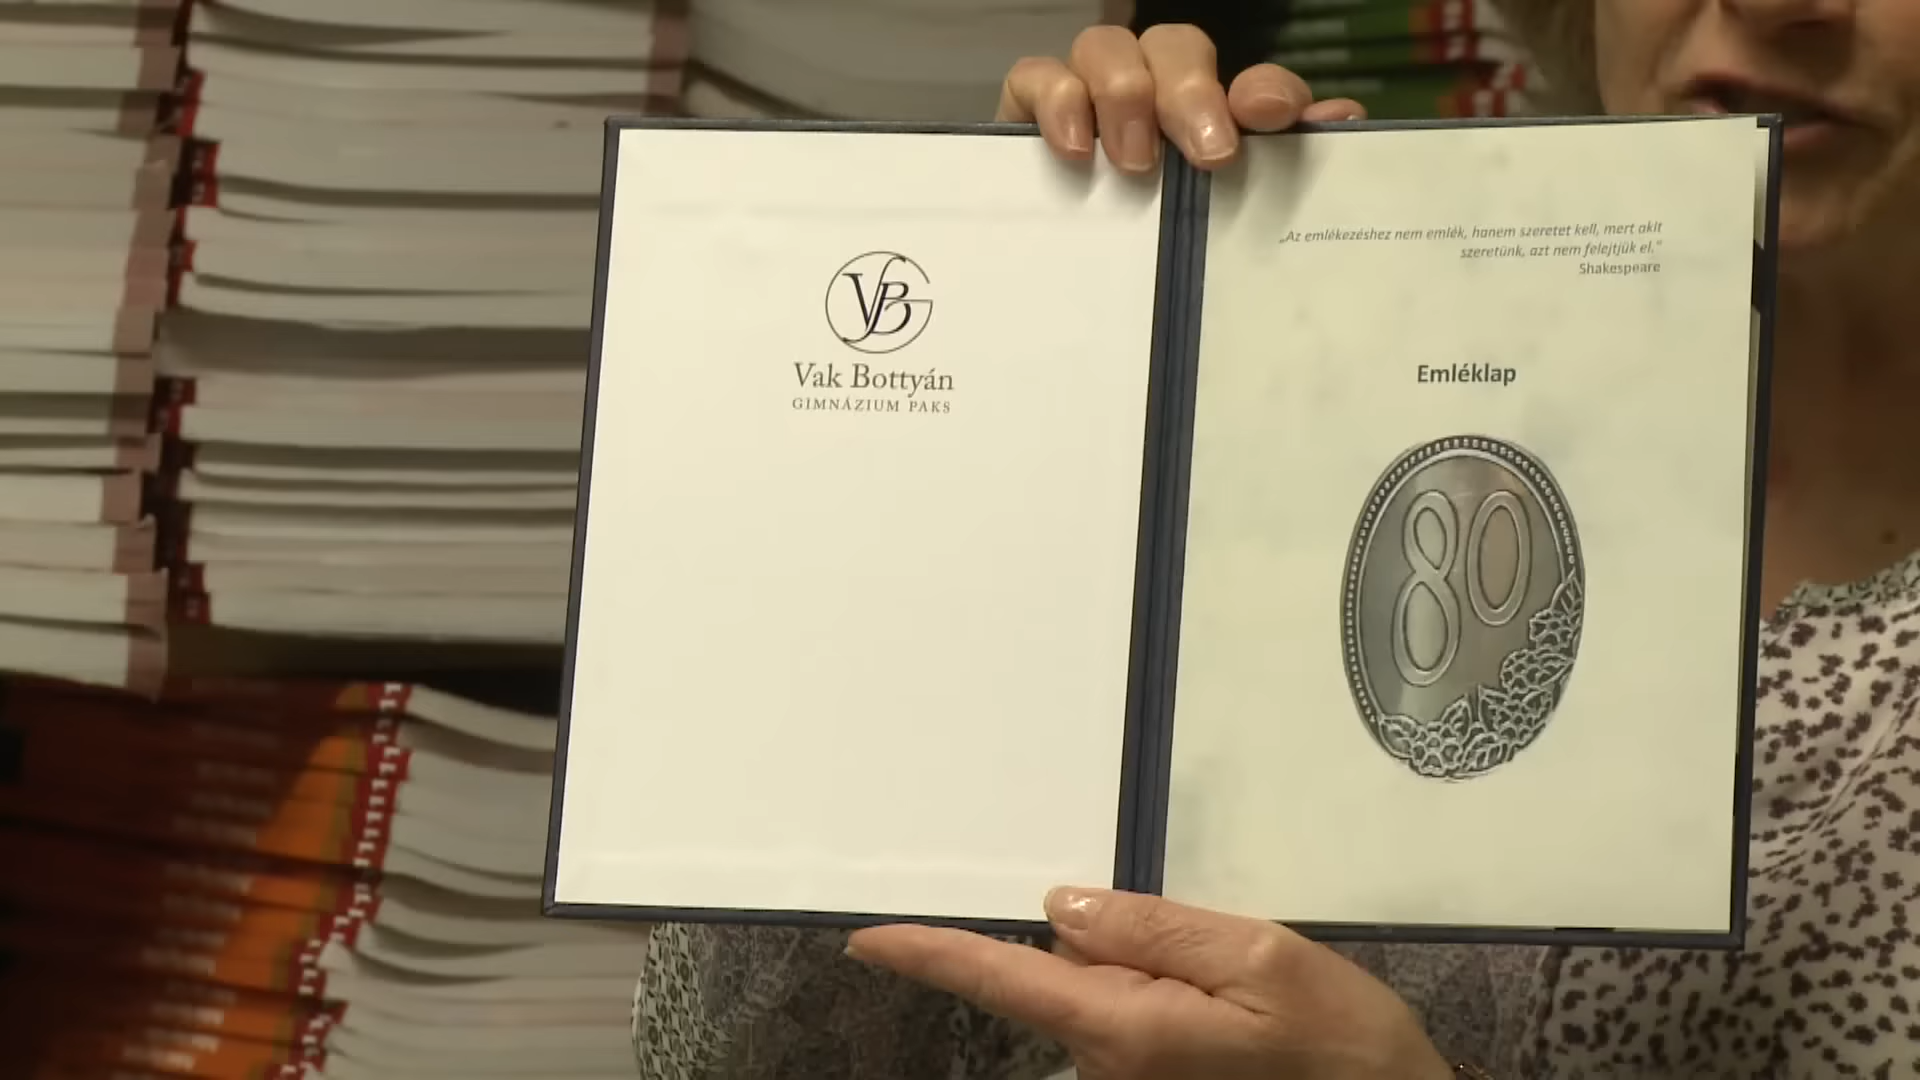 VBG
Vak Bottyán
GIMNÁZIUM PAKS
„Az emlékezéshez nem emlék, hanem szeretet kell, mert akit
szeretünk, azt nem felejtjük el.”
Shakespeare
Emléklap
80